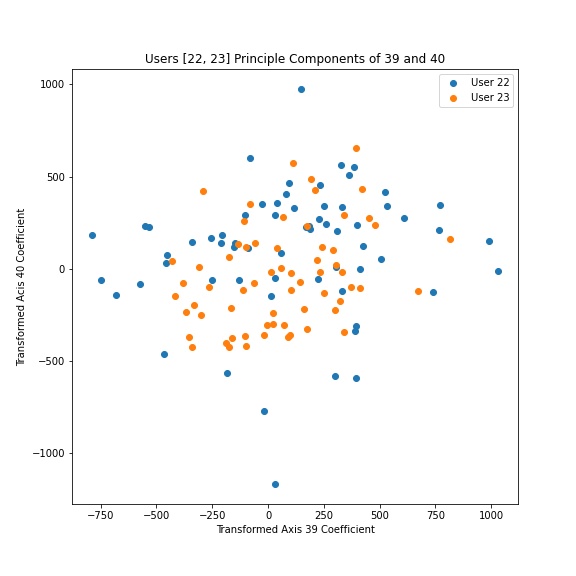 Users [22, 23] Principle Components of 39 and 40
User 22
User 23
1000
500
0
−500
−1000
Transformed Acis 40 Coefficient
−750
−500
−250
0
250
500
750
1000
Transformed Axis 39 Coefficient